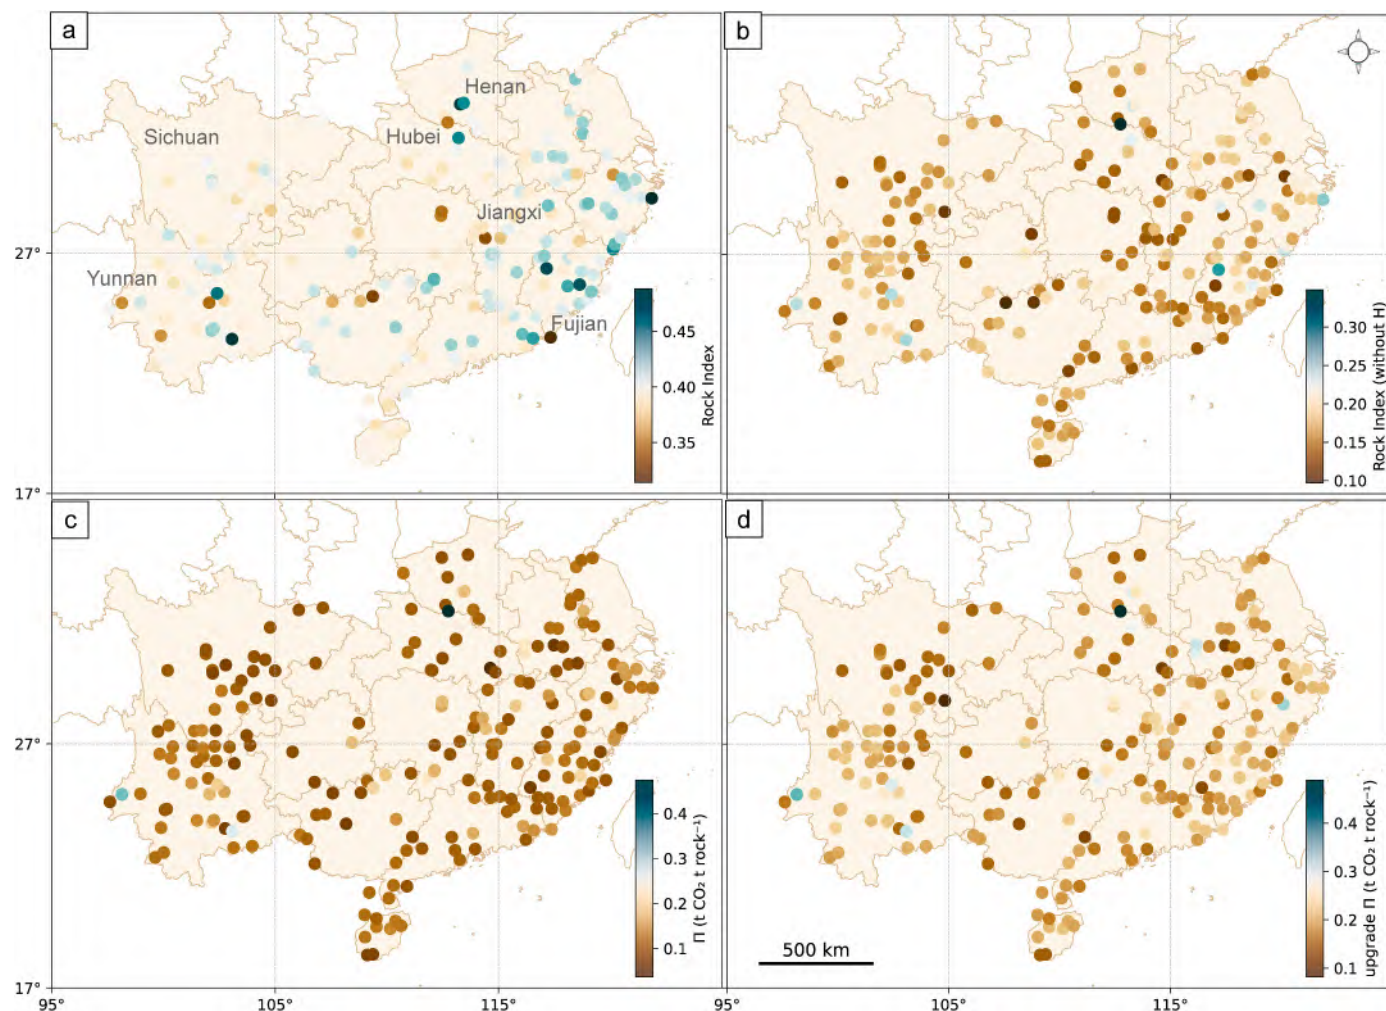 a
Henan
Hubei
Sichuan
Jiangxi
Yunnan
Fujian
0.45
0.40
0.35
Rock Index
27°
17°
b
0.30
0.25
0.20
0.15
0.10
Rock Index (without H)
c
0.4
0.3
0.2
0.1
Π (t CO₂ t rock⁻¹)
27°
17°
95°
105°
115°
d
500 km
0.4
0.3
0.2
0.1
upgrade Π (t CO₂ t rock⁻¹)
95°
105°
115°